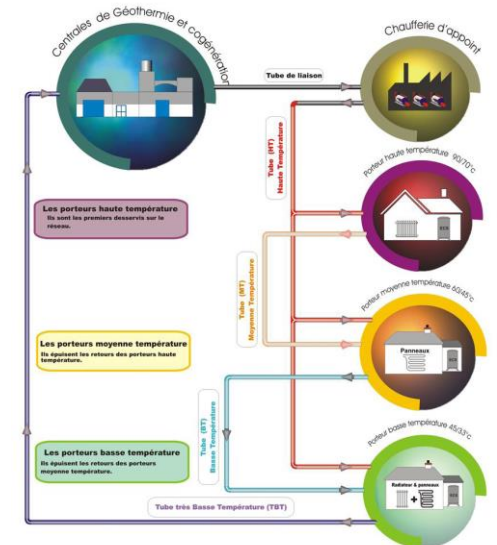 Centrales de Géothermie et cogénération
Chaufferie d'appoint
Tube de liaison
Tube (HT)
Haute Température
Porteur haute température 90/70°c
ECS
Les porteurs haute température
Ils sont les premiers desservis sur le
réseau.
Tube (MT)
Moyenne Température
Porteur moyenne température 60/45°c
Panneaux
ECS
Les porteurs moyenne température
Ils épuisent les retours des porteurs haute
température.
Tube (BT)
Basse Température
Porteur basse température 45/33°c
Radiateur & panneaux
+
ECS
Les porteurs basse température
Ils épuisent les retours des porteurs
moyenne température.
Tube très Basse Température (TBT)